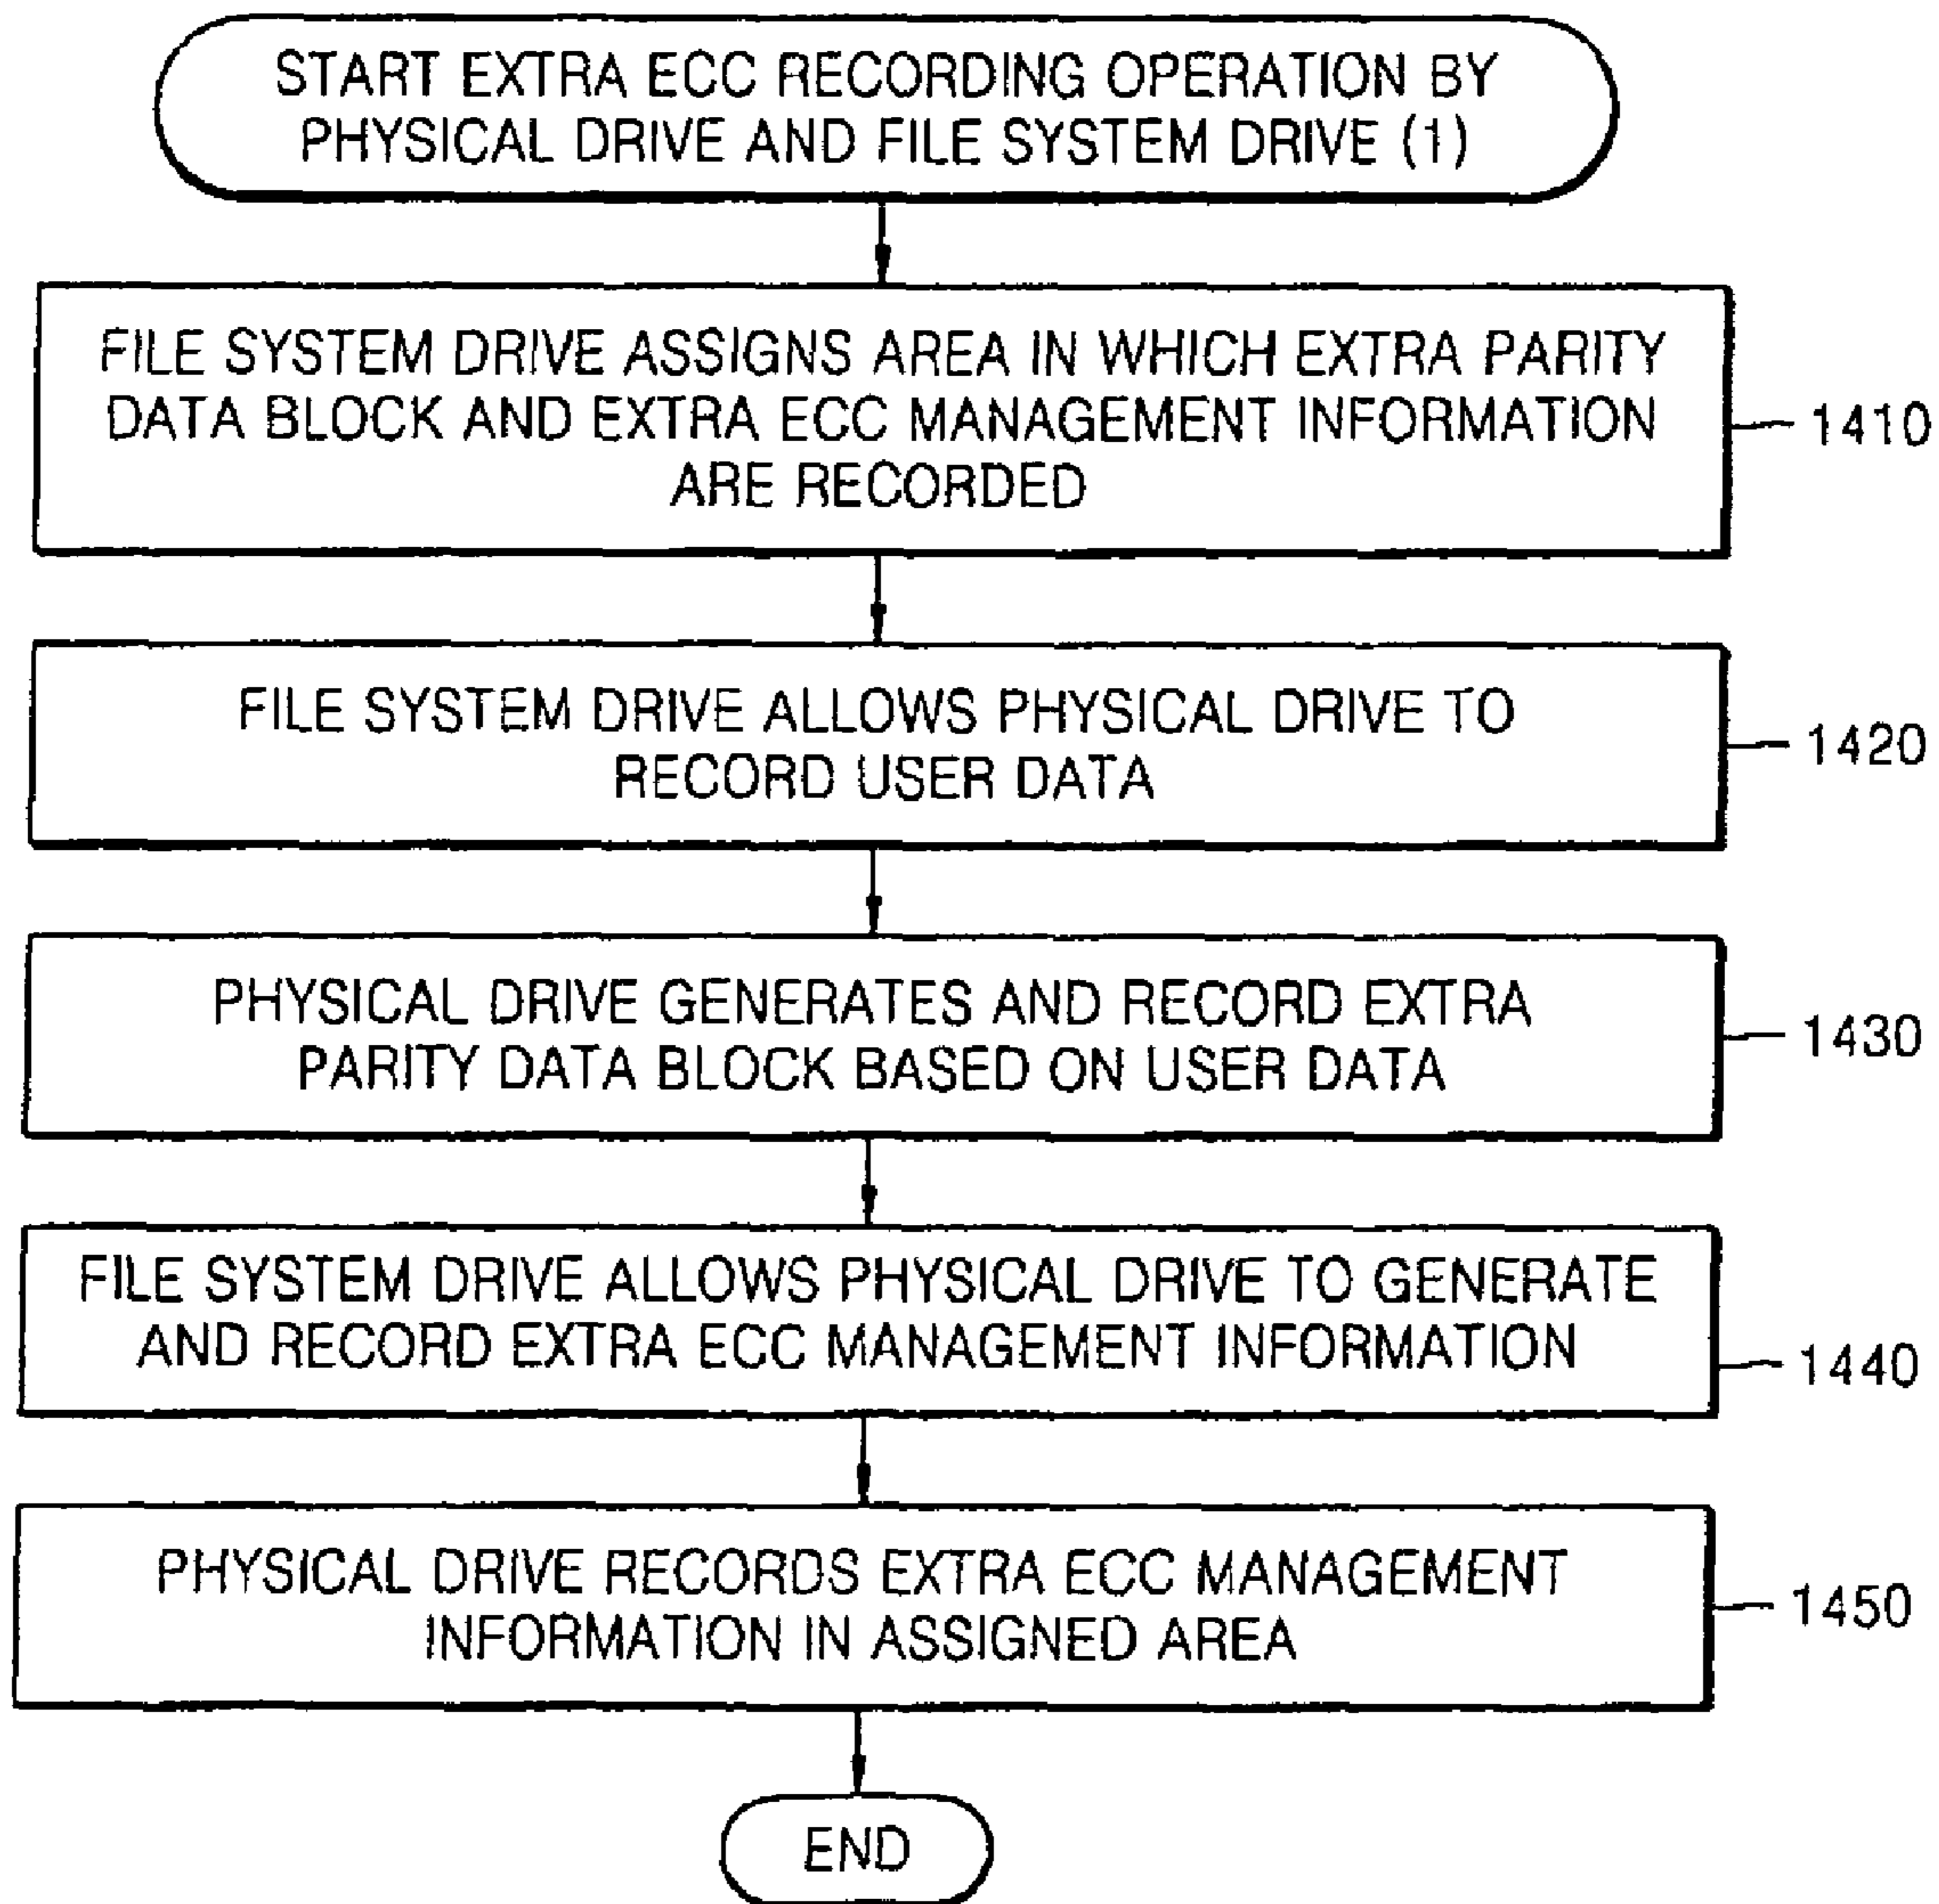 START EXTRA ECC RECORDING OPERATION BY
PHYSICAL DRIVE AND FILE SYSTEM DRIVE (1)
FILE SYSTEM DRIVE ASSIGNS AREA IN WHICH EXTRA PARITY
DATA BLOCK AND EXTRA ECC MANAGEMENT INFORMATION
ARE RECORDED
1410
FILE SYSTEM DRIVE ALLOWS PHYSICAL DRIVE TO
RECORD USER DATA
1420
PHYSICAL DRIVE GENERATES AND RECORD EXTRA
PARITY DATA BLOCK BASED ON USER DATA
1430
FILE SYSTEM DRIVE ALLOWS PHYSICAL DRIVE TO GENERATE
AND RECORD EXTRA ECC MANAGEMENT INFORMATION
1440
PHYSICAL DRIVE RECORDS EXTRA ECC MANAGEMENT
INFORMATION IN ASSIGNED AREA
1450
END